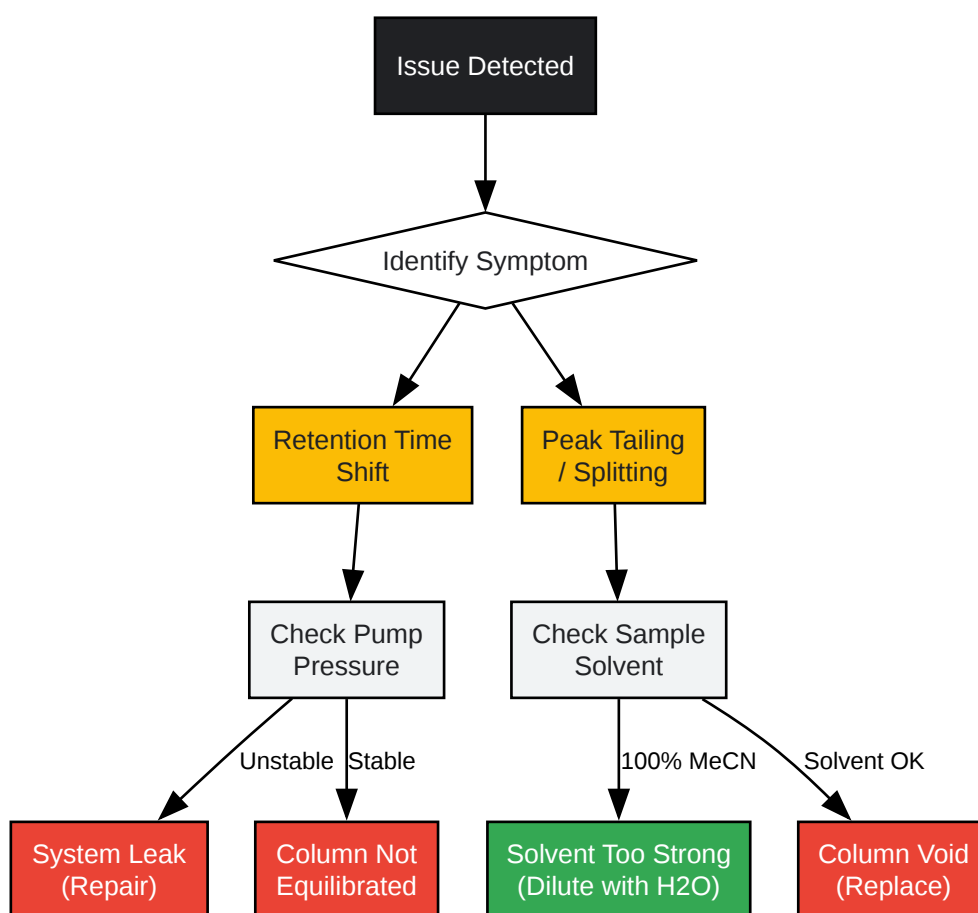 Issue Detected
Identify Symptom
Retention Time
Shift
Peak Tailing
/ Splitting
Check Pump
Pressure
Check Sample
Solvent
Unstable
Stable
100% MeCN
Solvent OK
System Leak
(Repair)
Column Not
Equilibrated
Solvent Too Strong
(Dilute with H2O)
Column Void
(Replace)